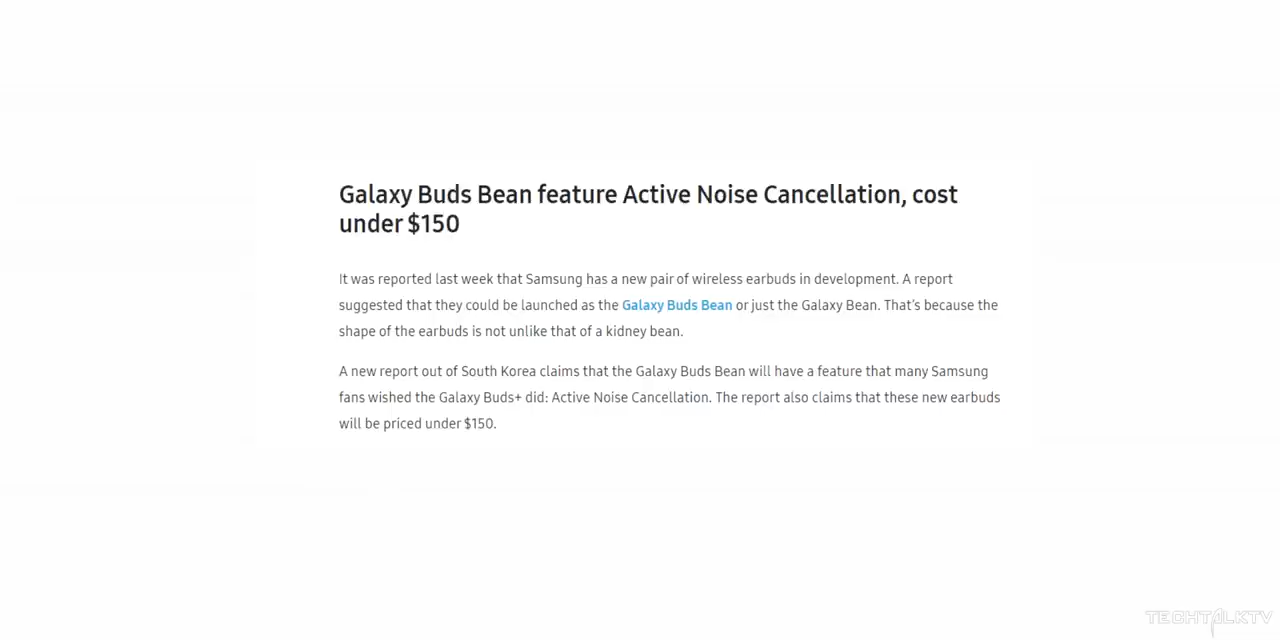 Galaxy Buds Bean feature Active Noise Cancellation, cost
under $150
It was reported last week that Samsung has a new pair of wireless earbuds in development. A report
suggested that they could be launched as the Galaxy Buds Bean or just the Galaxy Bean. That’s because the
shape of the earbuds is not unlike that of a kidney bean.
A new report out of South Korea claims that the Galaxy Buds Bean will have a feature that many Samsung
fans wished the Galaxy Buds+ did: Active Noise Cancellation. The report also claims that these new earbuds
will be priced under $150.
TECHTALKTV